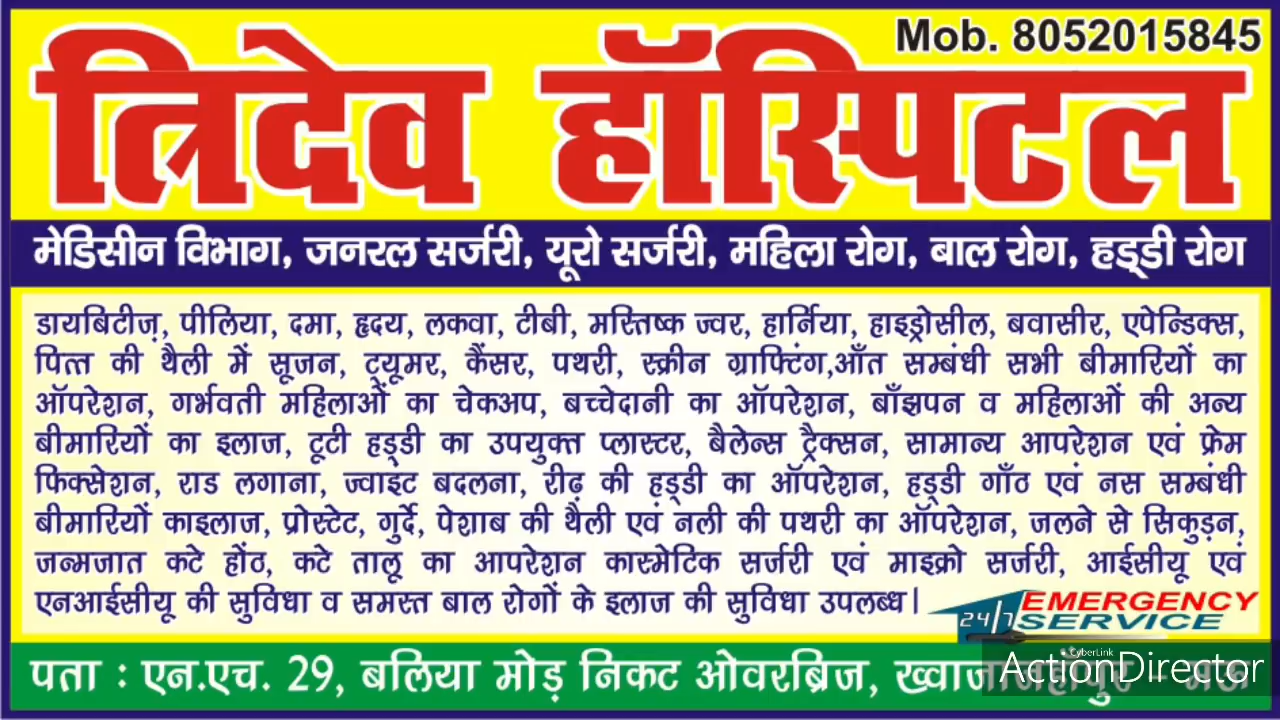 Mob. 8052015845
त्रिदेव हॉस्पिटल
मेडिसीन विभाग, जनरल सर्जरी, यूरो सर्जरी, महिला रोग, बाल रोग, हड्डी रोग
डायबिटीज़, पीलिया, दमा, हृदय, लकवा, टीबी, मस्तिष्क ज्वर, हार्निया, हाइड्रोसील, बवासीर, एपेन्डिक्स,
पित्त की थैली में सूजन, ट्यूमर, कैंसर, पथरी, स्क्रीन ग्राफ्टिंग,आँत सम्बंधी सभी बीमारियों का
ऑपरेशन, गर्भवती महिलाओं का चेकअप, बच्चेदानी का ऑपरेशन, बाँझपन व महिलाओं की अन्य
बीमारियों का इलाज, टूटी हड्डी का उपयुक्त प्लास्टर, बैलेन्स ट्रैक्सन, सामान्य आपरेशन एवं फ्रेम
फिक्सेशन, राड लगाना, ज्वाइट बदलना, रीढ़ की हड्डी का ऑपरेशन, हड्डी गाँठ एवं नस सम्बंधी
बीमारियों काइलाज, प्रोस्टेट, गुर्दे, पेशाब की थैली एवं नली की पथरी का ऑपरेशन, जलने से सिकुड़न,
जन्मजात कटे होंठ, कटे तालू का आपरेशन कास्मेटिक सर्जरी एवं माइक्रो सर्जरी, आईसीयू एवं
एनआईसीयू की सुविधा व समस्त बाल रोगों के इलाज की सुविधा उपलब्ध।
24/7 EMERGENCY SERVICE
पता : एन.एच. 29, बलिया मोड़ निकट ओवरब्रिज, ख्वाजाजहाँपुर - मऊ
CyberLink
ActionDirector